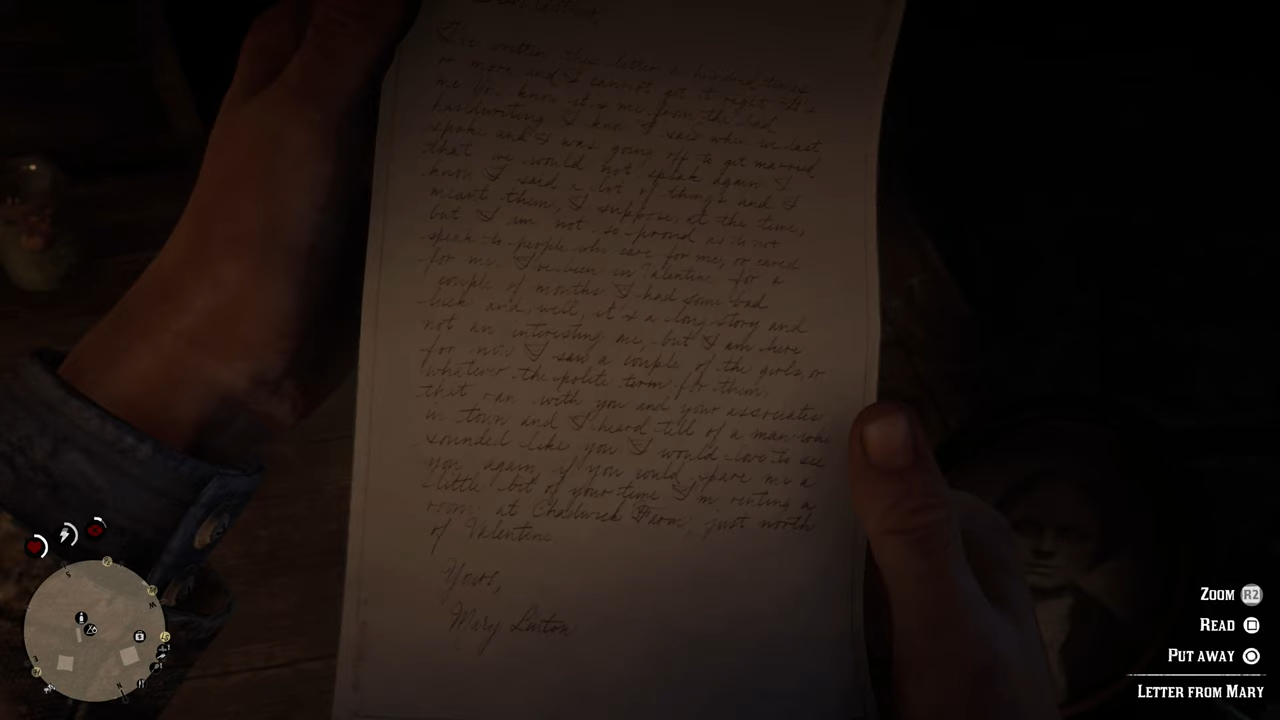 Dear Arthur,
I've written this letter a hundred times
or more and I cannot get it right. It's
me. You know it's me from the bad
handwriting. I know I said when we last
spoke and I was going off to get married
that we would not speak again. I
know I said a lot of things and I
meant them, I suppose, at the time,
but I am not so proud as to not
speak to people who care for me, or cared
for me. I've been in Valentine for a
couple of months. I had some bad
luck and, well, it's a long story and
not an interesting one, but I am here
for now. I saw a couple of the girls, or
whatever the polite term for them,
that ran with you and your associates
in town and I heard tell of a man who
sounded like you. I would love to see
you again, if you could spare me a
little bit of your time. I'm renting a
room at Chadwick Farm, just north
of Valentine.
Yours,
Mary Linton
ZOOM R2
READ
PUT AWAY
LETTER FROM MARY